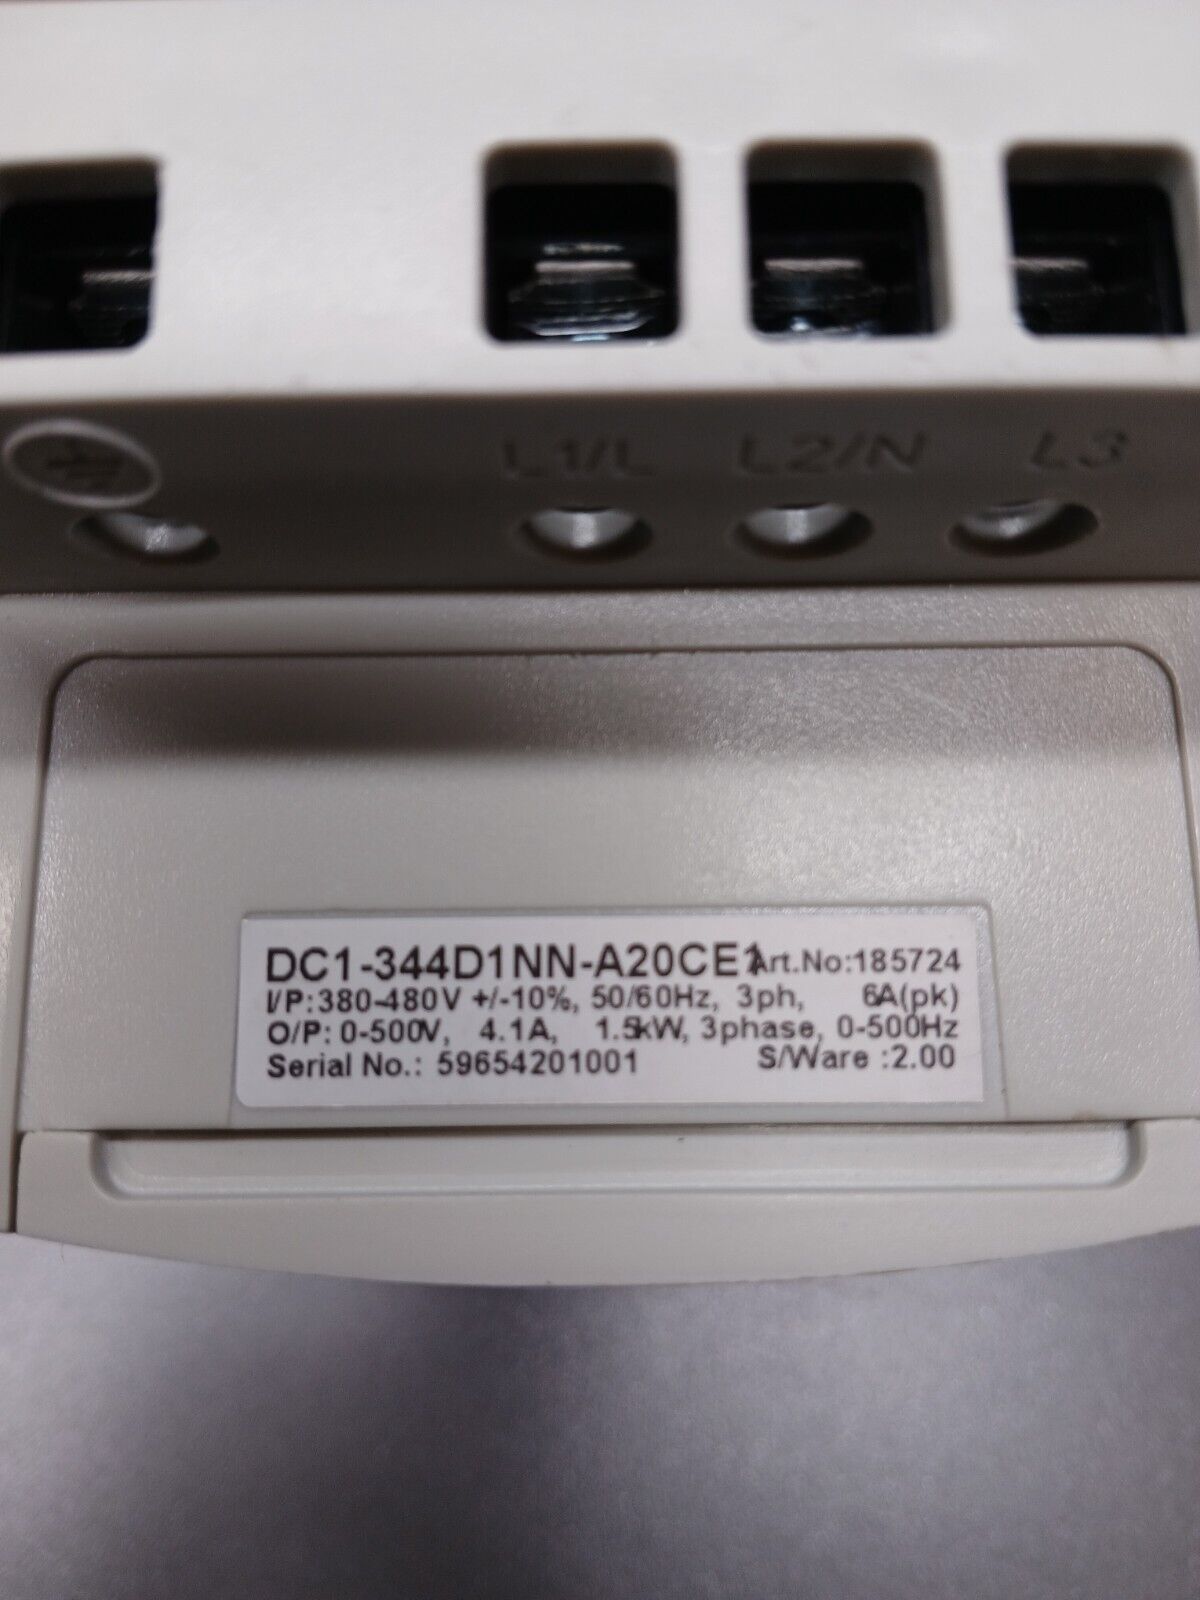 L1/L L2/N L3
DC1-344D1NN-A20CE1 Art.No:185724
I/P: 380-480V +/-10%, 50/60Hz, 3ph, 6A(pk)
O/P: 0-500V, 4.1A, 1.5kW, 3phase, 0-500Hz
Serial No.: 59654201001 S/Ware :2.00